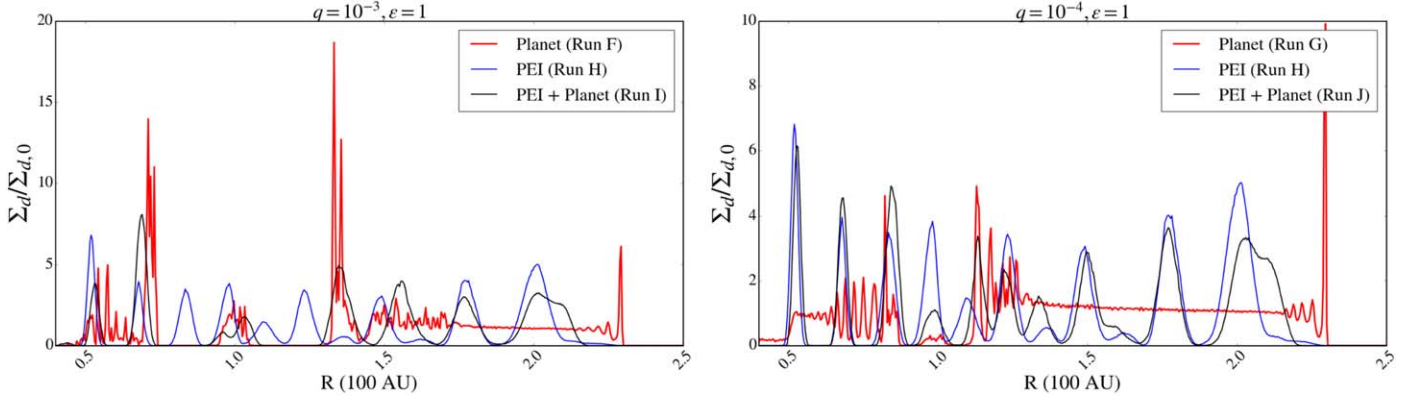 q = 10⁻³, ε = 1
20
15
10
5
0
Σd/Σd,0
Planet (Run F)
PEI (Run H)
PEI + Planet (Run I)
0.5 1.0 1.5 2.0 2.5
R (100 AU)
q = 10⁻⁴, ε = 1
10
8
6
4
2
0
Σd/Σd,0
Planet (Run G)
PEI (Run H)
PEI + Planet (Run J)
0.5 1.0 1.5 2.0 2.5
R (100 AU)